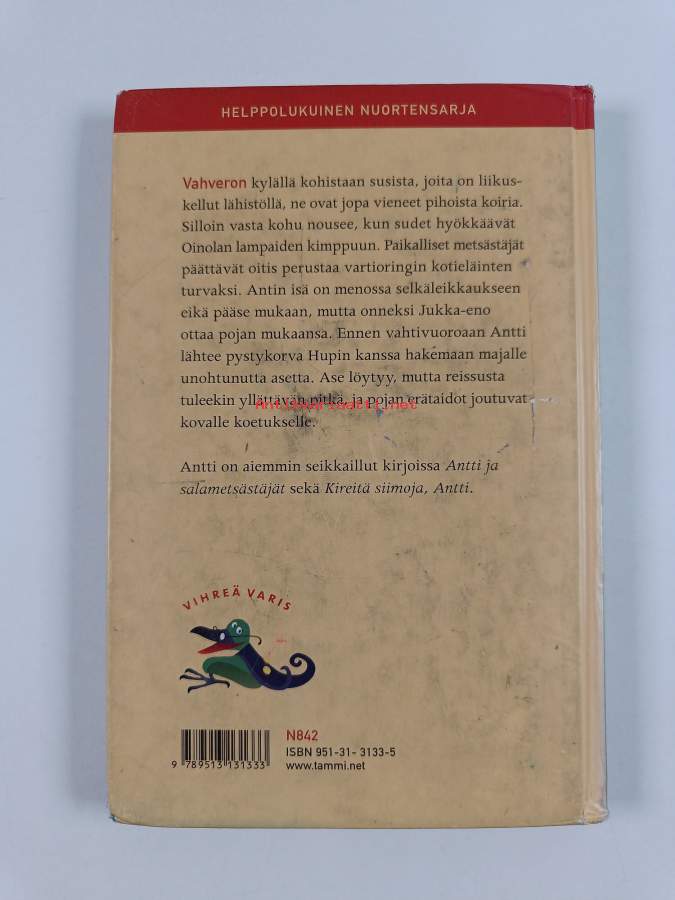 HELPPOLUKUINEN NUORTENSARJA
Vahveron kylällä kohistaan susista, joita on liikus-
kellut lähistöllä, ne ovat jopa vieneet pihoista koiria.
Silloin vasta kohu nousee, kun sudet hyökkäävät
Oinolan lampaiden kimppuun. Paikalliset metsästäjät
päättävät oitis perustaa vartioringin kotieläinten
turvaksi. Antin isä on menossa selkäleikkaukseen
eikä pääse mukaan, mutta onneksi Jukka-eno
ottaa pojan mukaansa. Ennen vahtivuoroaan Antti
lähtee pystykorva Hupin kanssa hakemaan majalle
unohtunutta asetta. Ase löytyy, mutta reissusta
tuleekin yllättävän pitkä, ja pojan erätaidot joutuvat
Antikvariaatti.net
kovalle koetukselle.
Antti on aiemmin seikkaillut kirjoissa Antti ja
salametsästäjät sekä Kireitä siimoja, Antti.
VIHREÄ VARIS
N842
ISBN 951-31- 3133-5
www.tammi.net
9 789513 131333